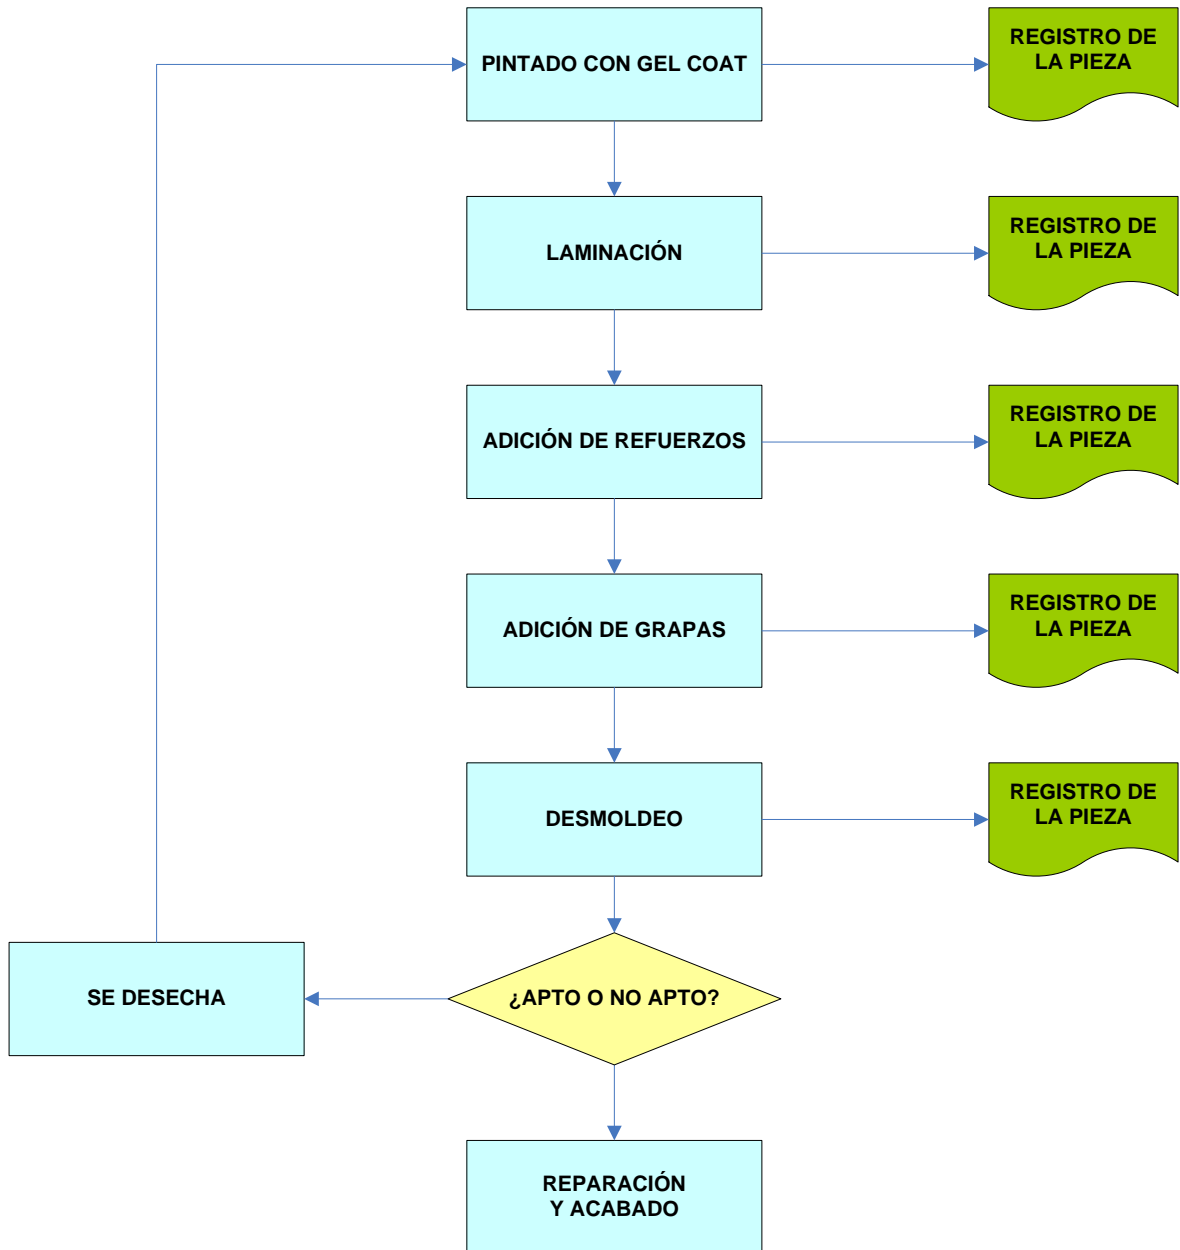 PINTADO CON GEL COAT
REGISTRO DE
LA PIEZA
LAMINACIÓN
REGISTRO DE
LA PIEZA
ADICIÓN DE REFUERZOS
REGISTRO DE
LA PIEZA
ADICIÓN DE GRAPAS
REGISTRO DE
LA PIEZA
DESMOLDEO
REGISTRO DE
LA PIEZA
SE DESECHA
¿APTO O NO APTO?
REPARACIÓN
Y ACABADO